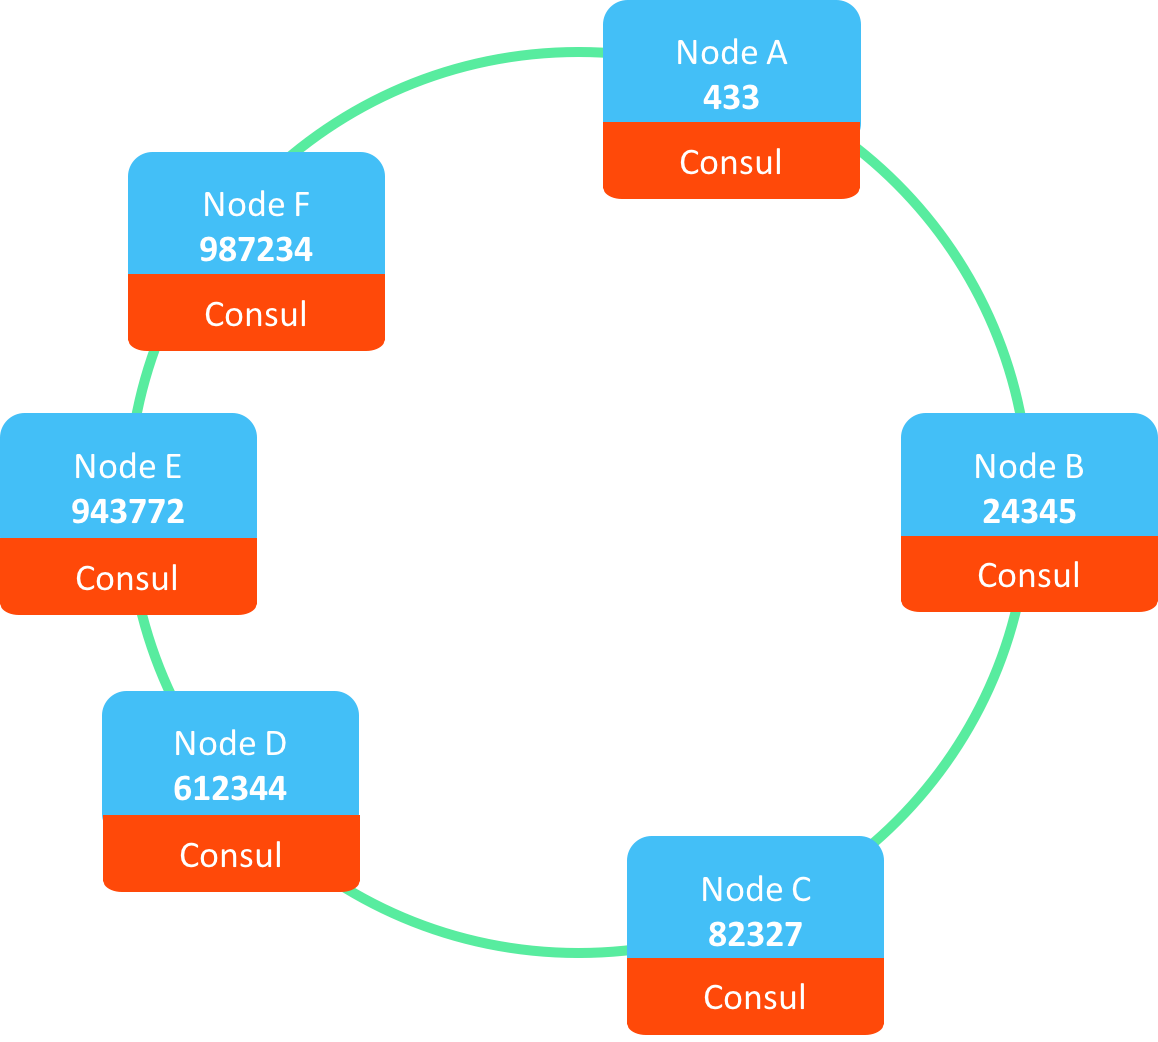 Node A
433
Consul
Node F
987234
Consul
Node E
943772
Consul
Node B
24345
Consul
Node D
612344
Consul
Node C
82327
Consul